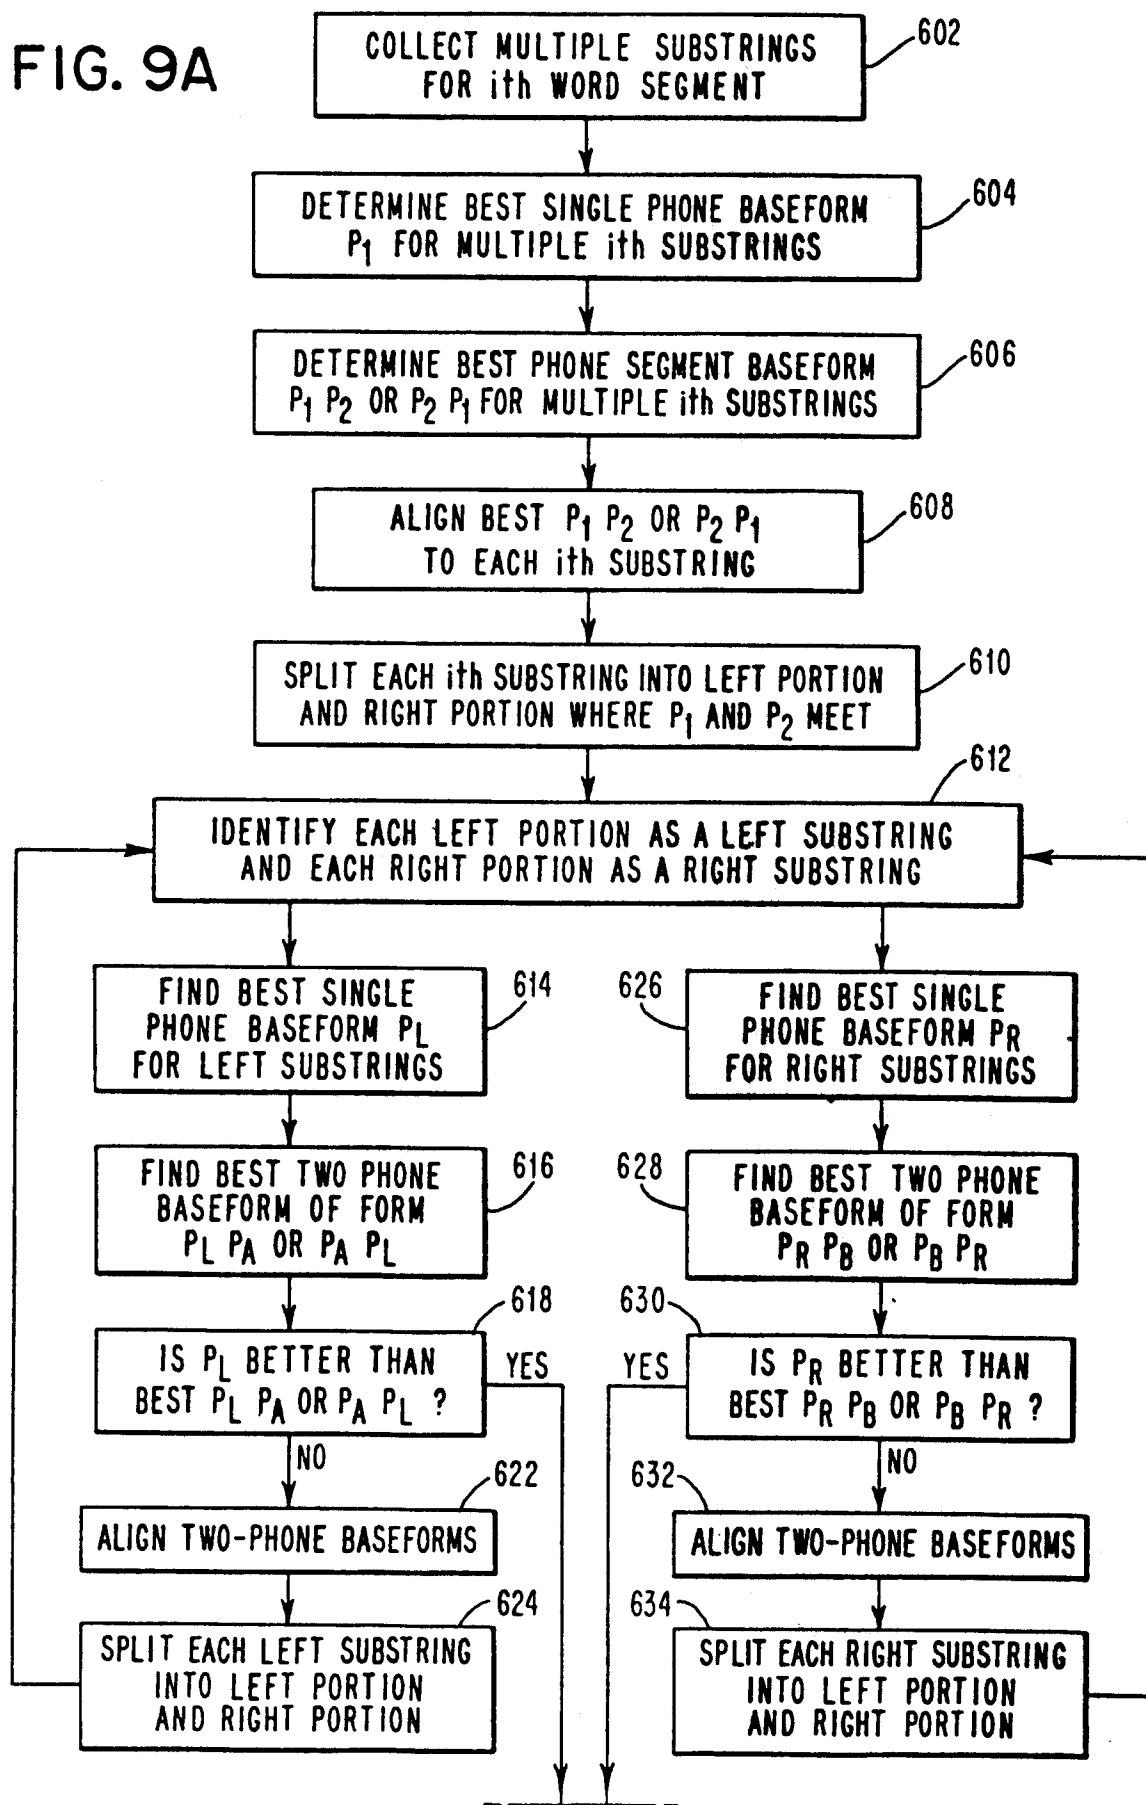 FIG. 9A
COLLECT MULTIPLE SUBSTRINGS
FOR ith WORD SEGMENT
602
DETERMINE BEST SINGLE PHONE BASEFORM
P1 FOR MULTIPLE ith SUBSTRINGS
604
DETERMINE BEST PHONE SEGMENT BASEFORM
P1 P2 OR P2 P1 FOR MULTIPLE ith SUBSTRINGS
606
ALIGN BEST P1 P2 OR P2 P1
TO EACH ith SUBSTRING
608
SPLIT EACH ith SUBSTRING INTO LEFT PORTION
AND RIGHT PORTION WHERE P1 AND P2 MEET
610
612
IDENTIFY EACH LEFT PORTION AS A LEFT SUBSTRING
AND EACH RIGHT PORTION AS A RIGHT SUBSTRING
FIND BEST SINGLE
PHONE BASEFORM PL
FOR LEFT SUBSTRINGS
614
626
FIND BEST SINGLE
PHONE BASEFORM PR
FOR RIGHT SUBSTRINGS
FIND BEST TWO PHONE
BASEFORM OF FORM
PL PA OR PA PL
616
628
FIND BEST TWO PHONE
BASEFORM OF FORM
PR PB OR PB PR
618
IS PL BETTER THAN
BEST PL PA OR PA PL ?
YES
NO
630
YES
IS PR BETTER THAN
BEST PR PB OR PB PR ?
NO
622
ALIGN TWO-PHONE BASEFORMS
632
ALIGN TWO-PHONE BASEFORMS
624
SPLIT EACH LEFT SUBSTRING
INTO LEFT PORTION
AND RIGHT PORTION
634
SPLIT EACH RIGHT SUBSTRING
INTO LEFT PORTION
AND RIGHT PORTION